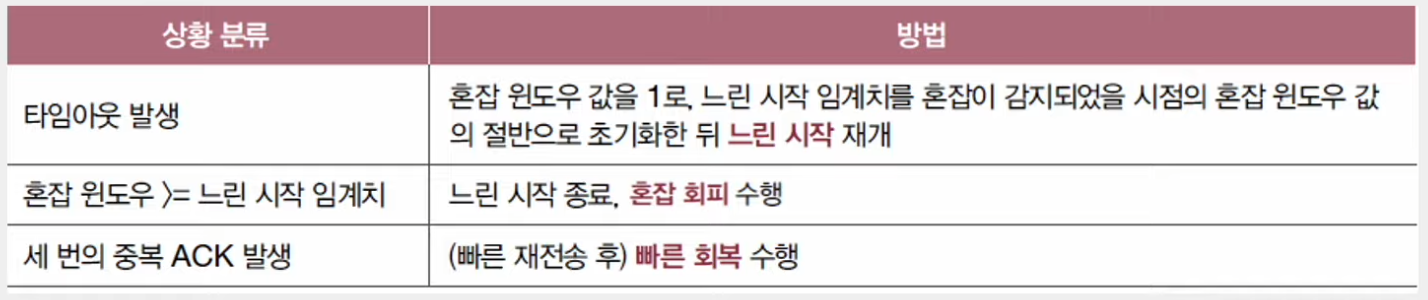 상황 분류
방법
타임아웃 발생
혼잡 윈도우 값을 1로, 느린 시작 임계치를 혼잡이 감지되었을 시점의 혼잡 윈도우 값
의 절반으로 초기화한 뒤 느린 시작 재개
혼잡 윈도우 >= 느린 시작 임계치
느린 시작 종료, 혼잡 회피 수행
세 번의 중복 ACK 발생
(빠른 재전송 후) 빠른 회복 수행